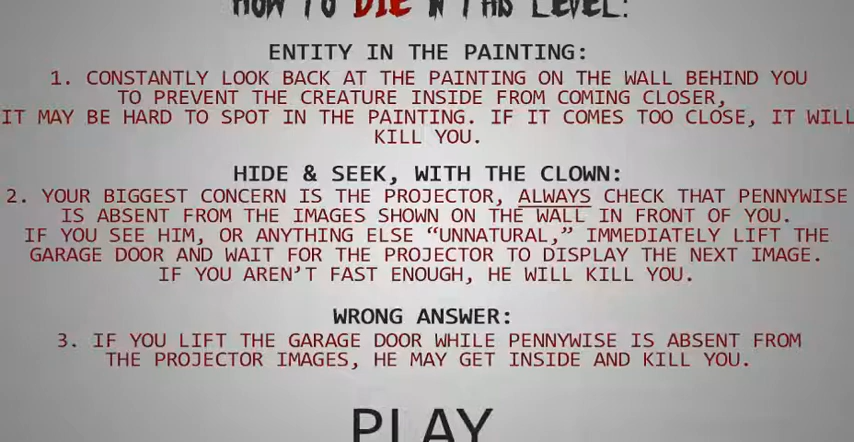 HOW TO DIE N THIS LEVEL:
ENTITY IN THE PAINTING:
1. CONSTANTLY LOOK BACK AT THE PAINTING ON THE WALL BEHIND YOU
TO PREVENT THE CREATURE INSIDE FROM COMING CLOSER,
IT MAY BE HARD TO SPOT IN THE PAINTING. IF IT COMES TOO CLOSE, IT WILL
KILL YOU.
HIDE & SEEK, WITH THE CLOWN:
2. YOUR BIGGEST CONCERN IS THE PROJECTOR, ALWAYS CHECK THAT PENNYWISE
IS ABSENT FROM THE IMAGES SHOWN ON THE WALL IN FRONT OF YOU.
IF YOU SEE HIM, OR ANYTHING ELSE “UNNATURAL,” IMMEDIATELY LIFT THE
GARAGE DOOR AND WAIT FOR THE PROJECTOR TO DISPLAY THE NEXT IMAGE.
IF YOU AREN’T FAST ENOUGH, HE WILL KILL YOU.
WRONG ANSWER:
3. IF YOU LIFT THE GARAGE DOOR WHILE PENNYWISE IS ABSENT FROM
THE PROJECTOR IMAGES, HE MAY GET INSIDE AND KILL YOU.
PLAY